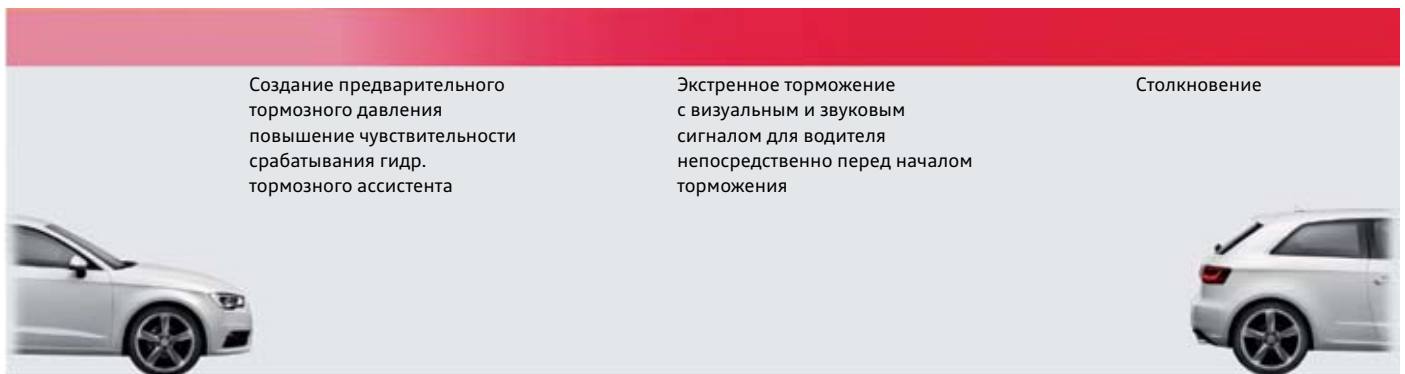 Создание предварительного
тормозного давления
повышение чувствительности
срабатывания гидр.
тормозного ассистента
Экстренное торможение
с визуальным и звуковым
сигналом для водителя
непосредственно перед началом
торможения
Столкновение